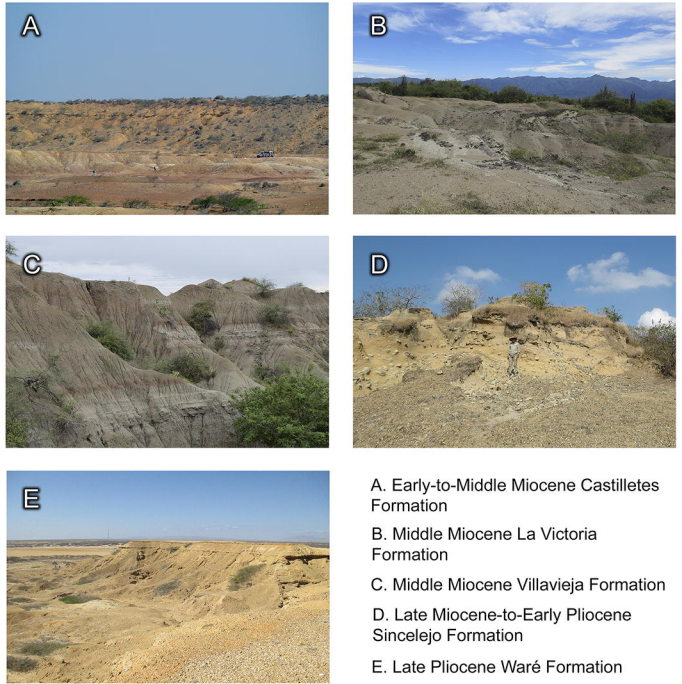 A
B
C
D
E
A. Early-to-Middle Miocene Castilletes
Formation
B. Middle Miocene La Victoria
Formation
C. Middle Miocene Villavieja Formation
D. Late Miocene-to-Early Pliocene
Sincelejo Formation
E. Late Pliocene Waré Formation